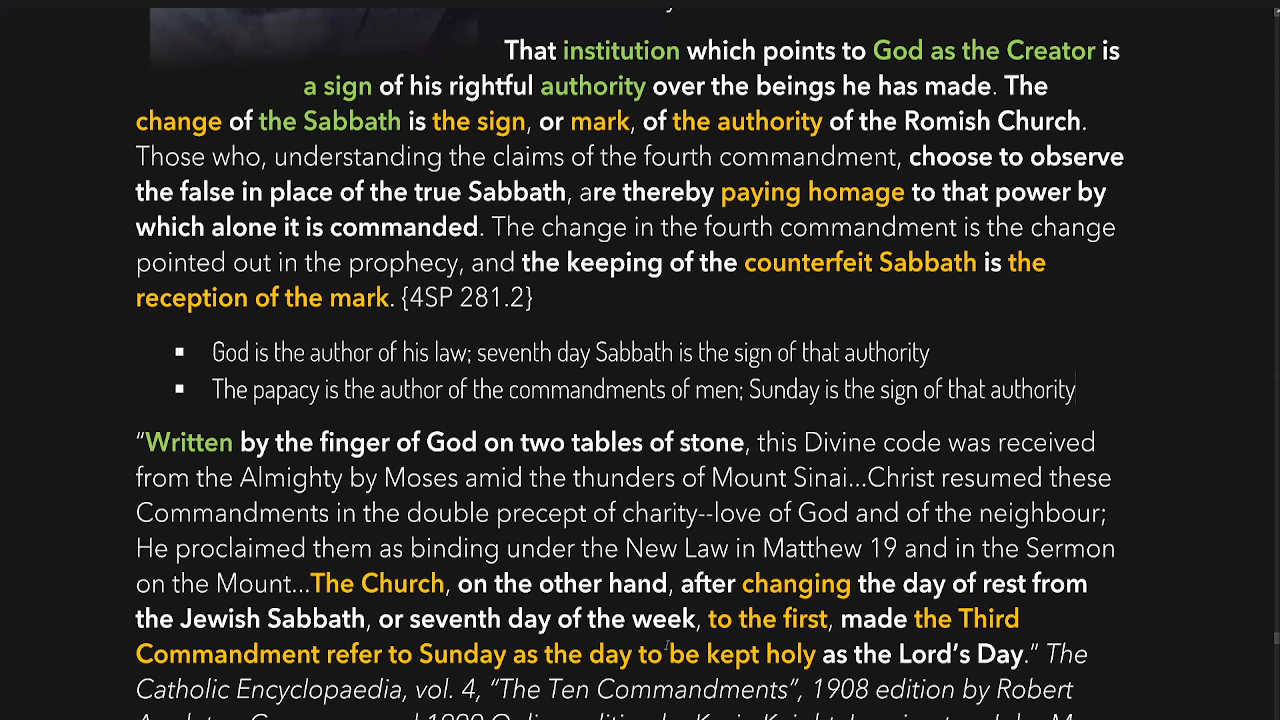 That institution which points to God as the Creator is
a sign of his rightful authority over the beings he has made. The
change of the Sabbath is the sign, or mark, of the authority of the Romish Church.
Those who, understanding the claims of the fourth commandment, choose to observe
the false in place of the true Sabbath, are thereby paying homage to that power by
which alone it is commanded. The change in the fourth commandment is the change
pointed out in the prophecy, and the keeping of the counterfeit Sabbath is the
reception of the mark. {4SP 281.2}
▪ God is the author of his law; seventh day Sabbath is the sign of that authority
▪ The papacy is the author of the commandments of men; Sunday is the sign of that authority
“Written by the finger of God on two tables of stone, this Divine code was received
from the Almighty by Moses amid the thunders of Mount Sinai...Christ resumed these
Commandments in the double precept of charity--love of God and of the neighbour;
He proclaimed them as binding under the New Law in Matthew 19 and in the Sermon
on the Mount...The Church, on the other hand, after changing the day of rest from
the Jewish Sabbath, or seventh day of the week, to the first, made the Third
Commandment refer to Sunday as the day to be kept holy as the Lord’s Day.“ The
Catholic Encyclopaedia, vol. 4, “The Ten Commandments”, 1908 edition by Robert